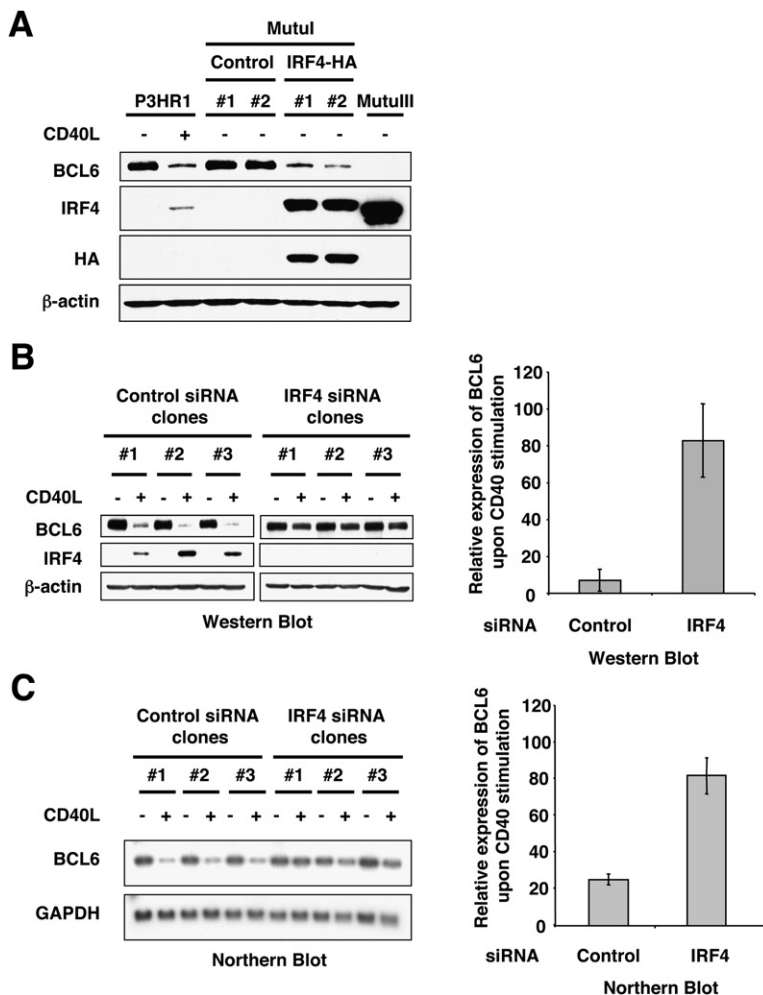 A
MutuI
Control IRF4-HA
P3HR1 #1 #2 #1 #2 MutuIII
CD40L - + - - - - -
BCL6
IRF4
HA
β-actin
B
Control siRNA clones
IRF4 siRNA clones
#1 #2 #3 #1 #2 #3
CD40L - + - + - + - + - + - +
BCL6
IRF4
β-actin
Western Blot
Relative expression of BCL6
upon CD40 stimulation
120
100
80
60
40
20
0
siRNA Control IRF4
Western Blot
C
Control siRNA clones
IRF4 siRNA clones
#1 #2 #3 #1 #2 #3
CD40L - + - + - + - + - + - +
BCL6
GAPDH
Northern Blot
Relative expression of BCL6
upon CD40 stimulation
120
100
80
60
40
20
0
siRNA Control IRF4
Northern Blot